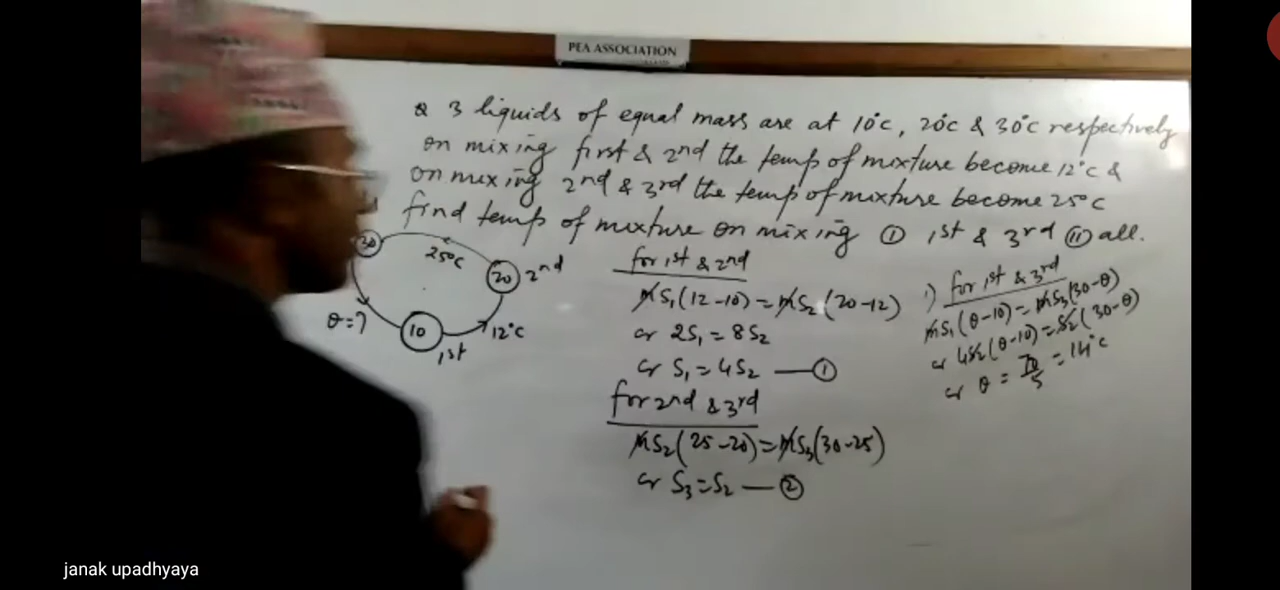 PEA ASSOCIATION
Q 3 liquids of equal mass are at 10°c, 20°c & 30°c respectively
on mixing first & 2nd the temp of mixture become 12°c &
on mexing 2nd & 3rd the temp of mixture become 25°c
find temp of mixture on mixing ① 1st & 3rd ⑪ all.
30
25°c
20 2nd
θ=?
10
12°c
1st
for 1st & 2nd
mS₁(12-10)=mS₂(20-12)
or 2S₁ = 8S₂
or S₁ = 4S₂ —①
for 2nd & 3rd
mS₂(25-20)=mS₃(30-25)
or S₃=S₂ —②
1) for 1st & 3rd
mS₁(θ-10)=mS₃(30-θ)
or 4S₂(θ-10)=S₂(30-θ)
or θ = 70/5 = 14°c
janak upadhyaya